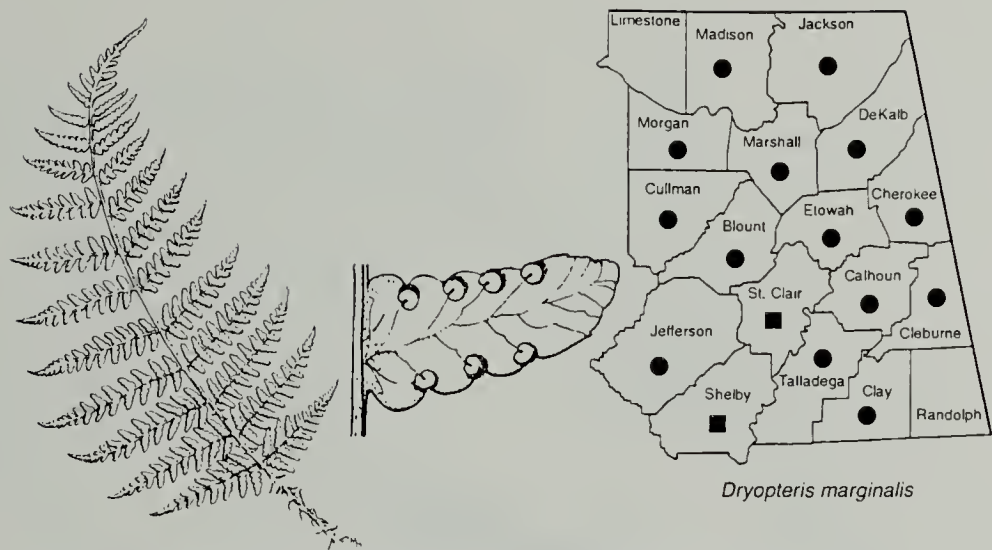 Limestone
Madison
Jackson
Morgan
Marshall
DeKalb
Cullman
Blount
Etowah
Cherokee
St. Clair
Calhoun
Jefferson
Cleburne
Talladega
Shelby
Clay
Randolph
Dryopteris marginalis